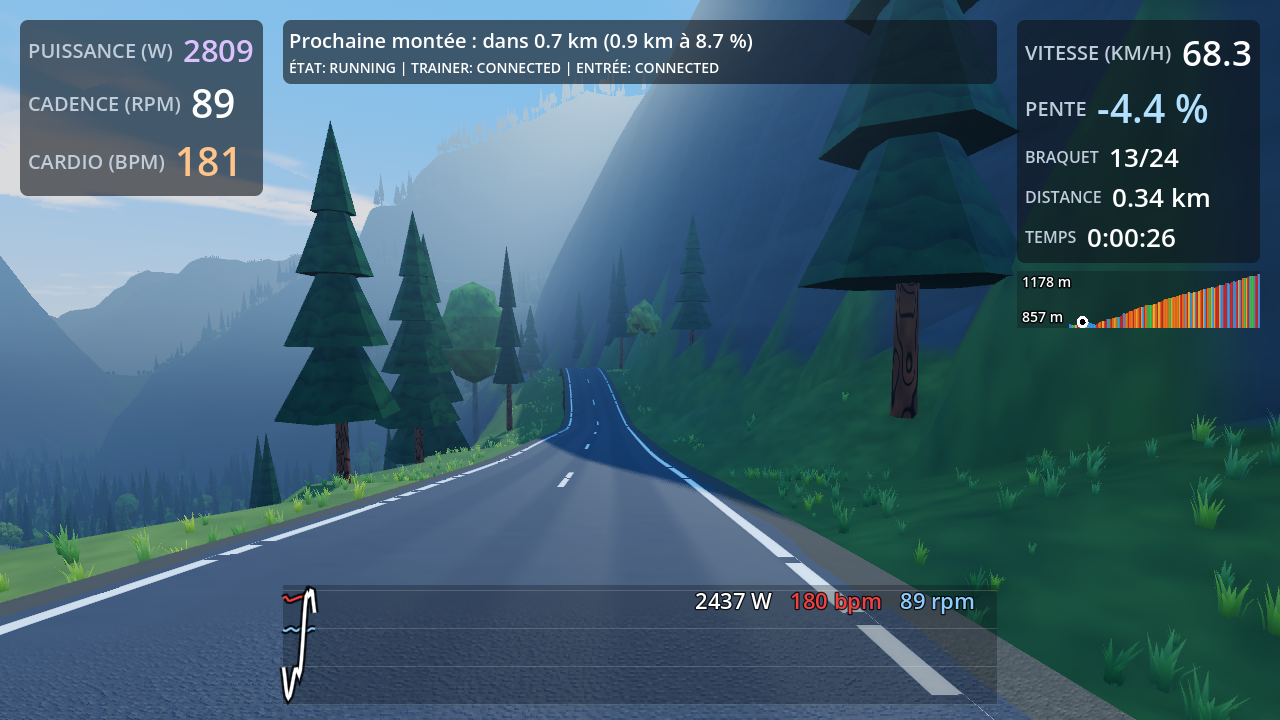 PUISSANCE (W) 2809
CADENCE (RPM) 89
CARDIO (BPM) 181
Prochaine montée : dans 0.7 km (0.9 km à 8.7 %)
ÉTAT: RUNNING | TRAINER: CONNECTED | ENTRÉE: CONNECTED
VITESSE (KM/H) 68.3
PENTE -4.4 %
BRAQUET 13/24
DISTANCE 0.34 km
TEMPS 0:00:26
1178 m
857 m
2437 W 180 bpm 89 rpm